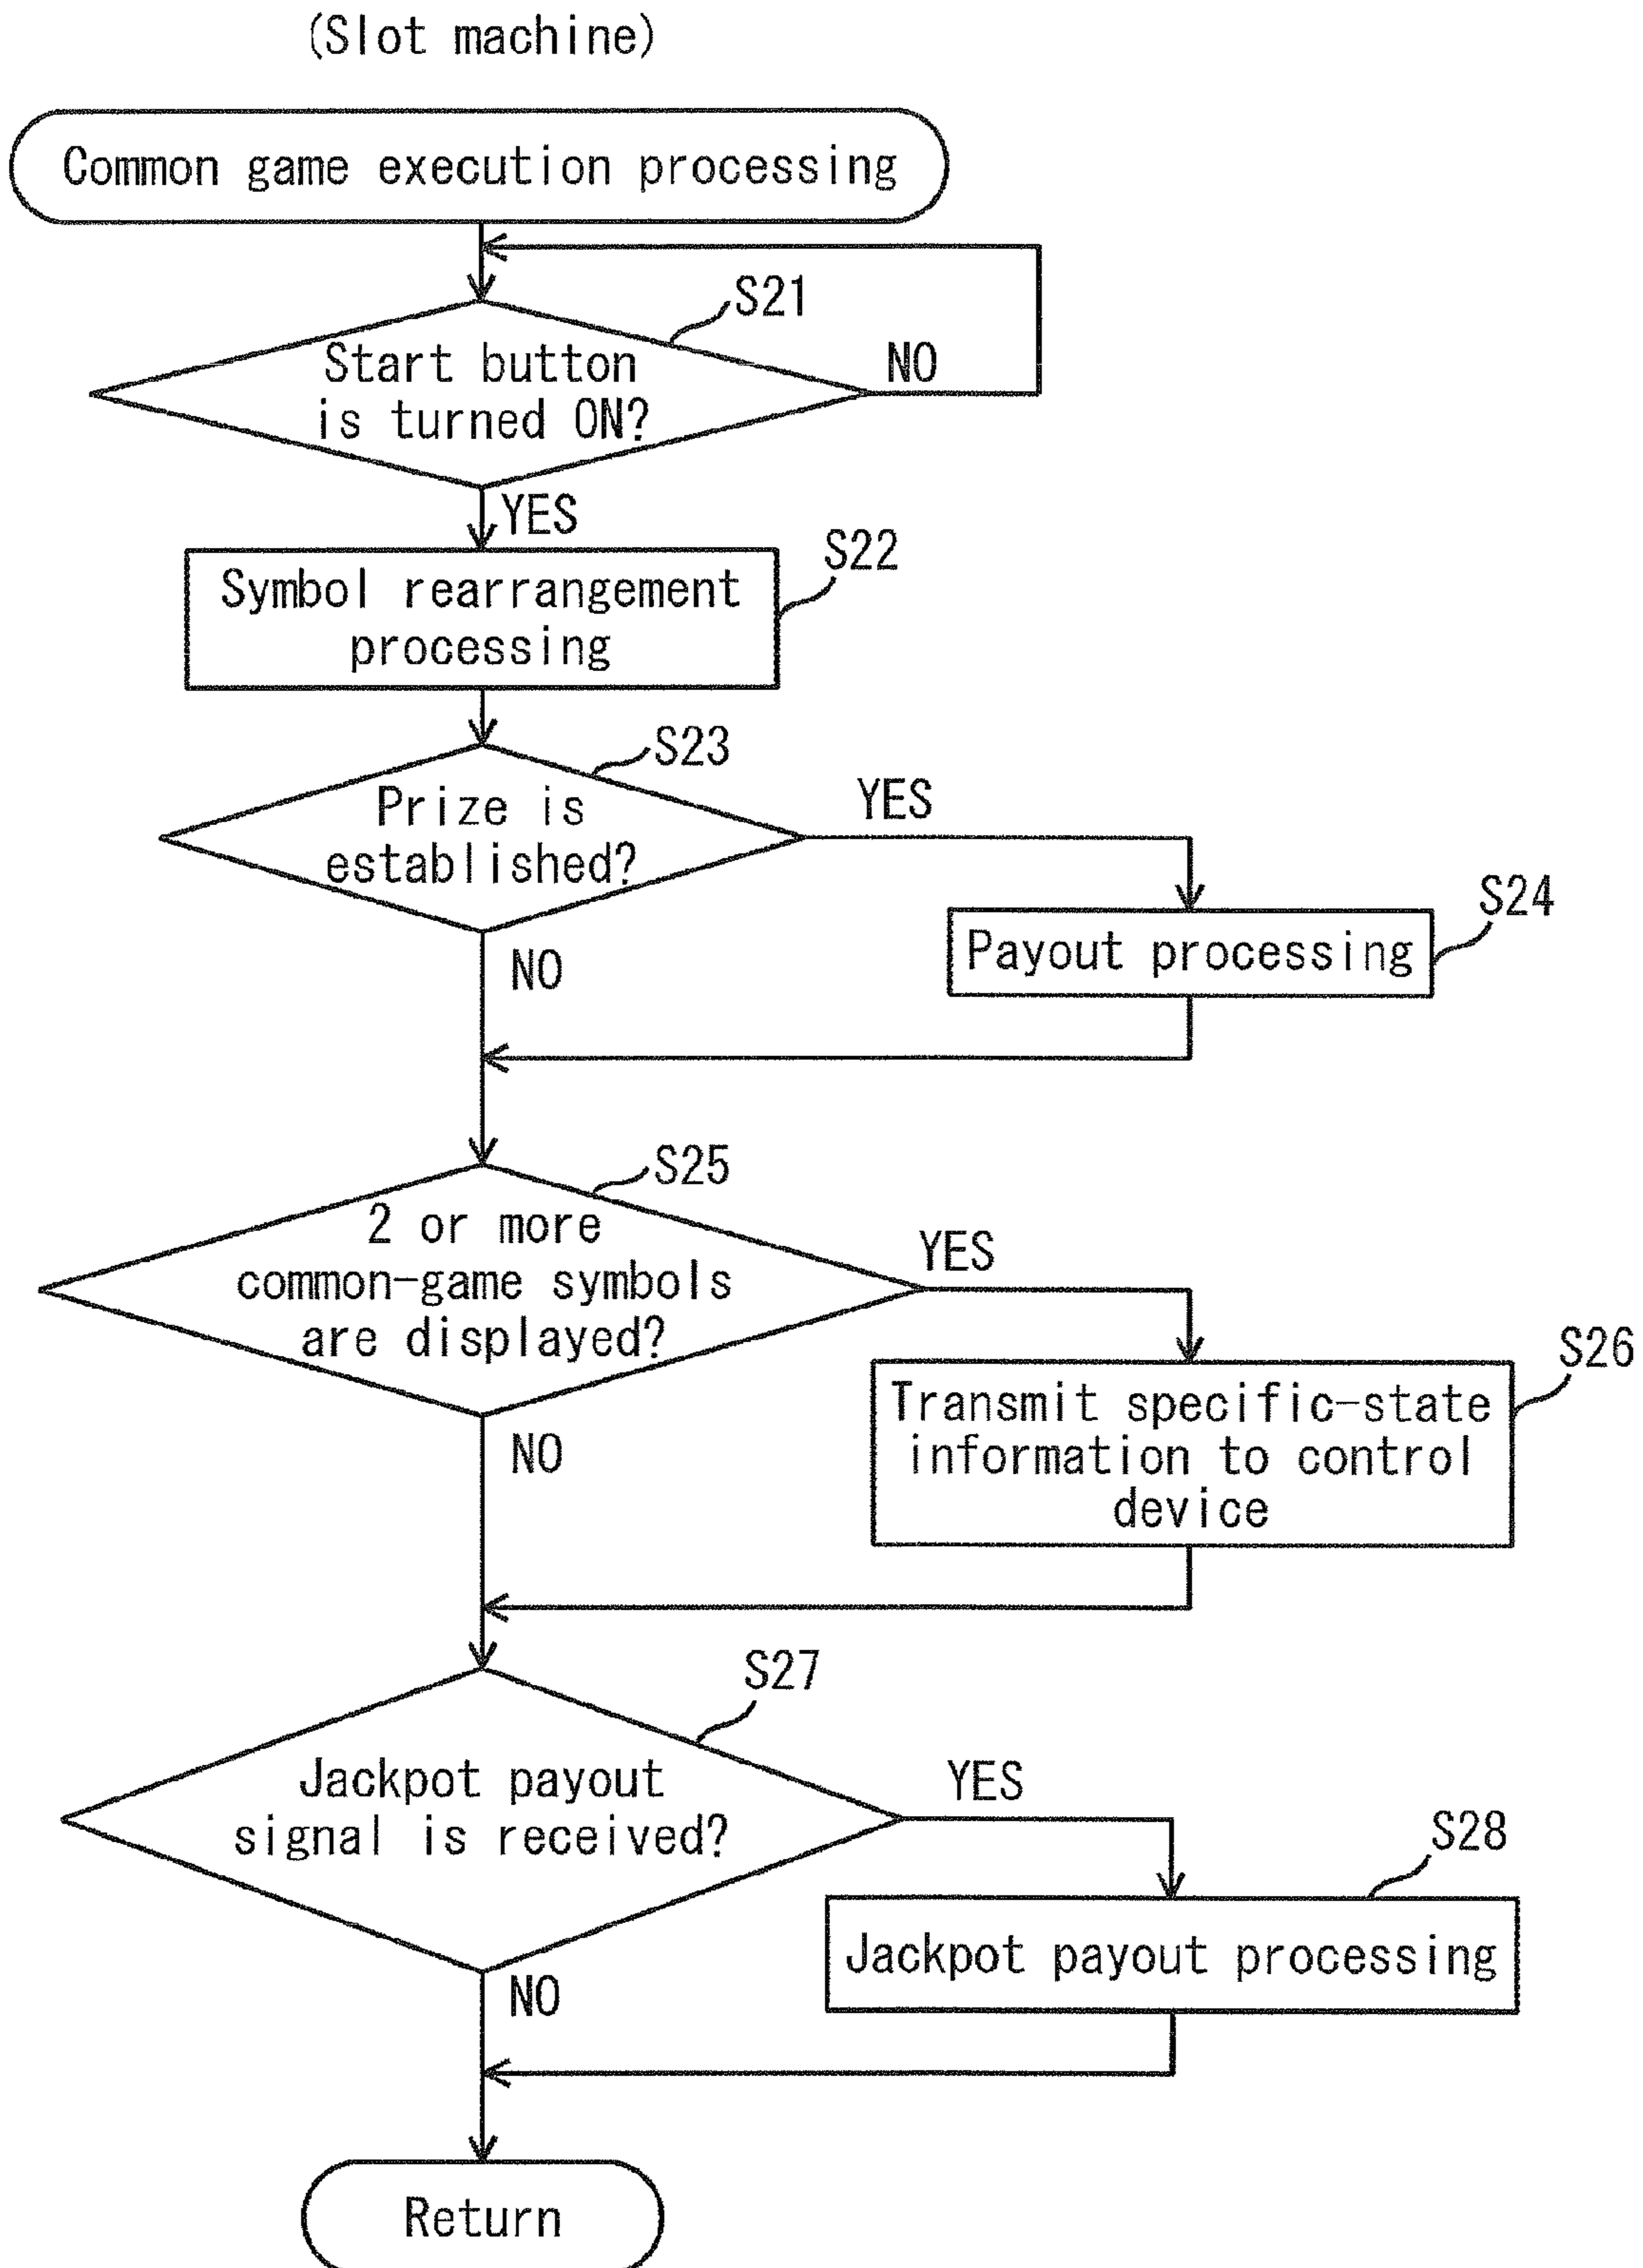 (Slot machine)
Common game execution processing
S21
Start button
is turned ON?
NO
YES
S22
Symbol rearrangement
processing
S23
Prize is
established?
YES
NO
S24
Payout processing
S25
2 or more
common-game symbols
are displayed?
YES
NO
S26
Transmit specific-state
information to control
device
S27
Jackpot payout
signal is received?
YES
NO
S28
Jackpot payout processing
Return